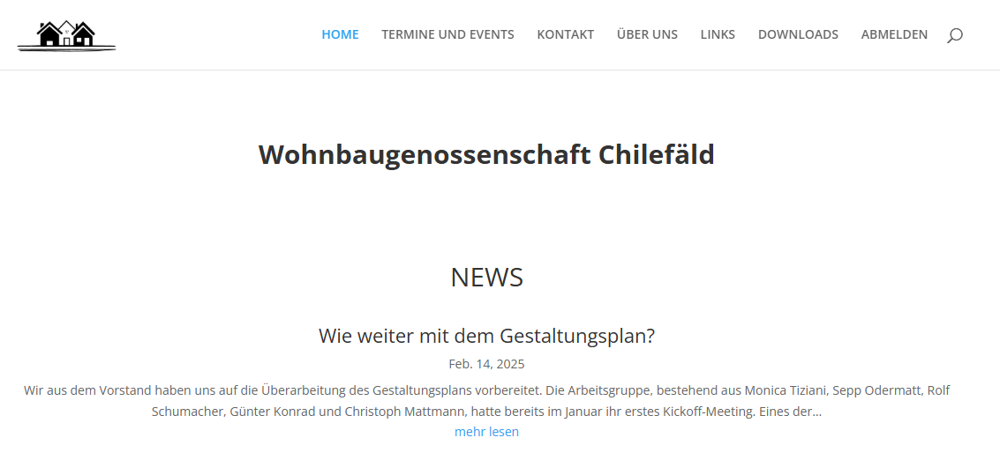 HOME TERMINE UND EVENTS KONTAKT ÜBER UNS LINKS DOWNLOADS ABMELDEN
Wohnbaugenossenschaft Chilefäld
NEWS
Wie weiter mit dem Gestaltungsplan?
Feb. 14, 2025
Wir aus dem Vorstand haben uns auf die Überarbeitung des Gestaltungsplans vorbereitet. Die Arbeitsgruppe, bestehend aus Monica Tiziani, Sepp Odermatt, Rolf
Schumacher, Günter Konrad und Christoph Mattmann, hatte bereits im Januar ihr erstes Kickoff-Meeting. Eines der...
mehr lesen